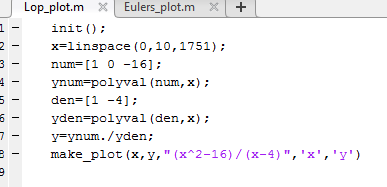 Lop_plot.m × Eulers_plot.m × +
1 – init();
2 – x=linspace(0,10,1751);
3 – num=[1 0 -16];
4 – ynum=polyval(num,x);
5 – den=[1 -4];
6 – yden=polyval(den,x);
7 – y=ynum./yden;
8 – make_plot(x,y,"(x^2-16)/(x-4)",'x','y')
9